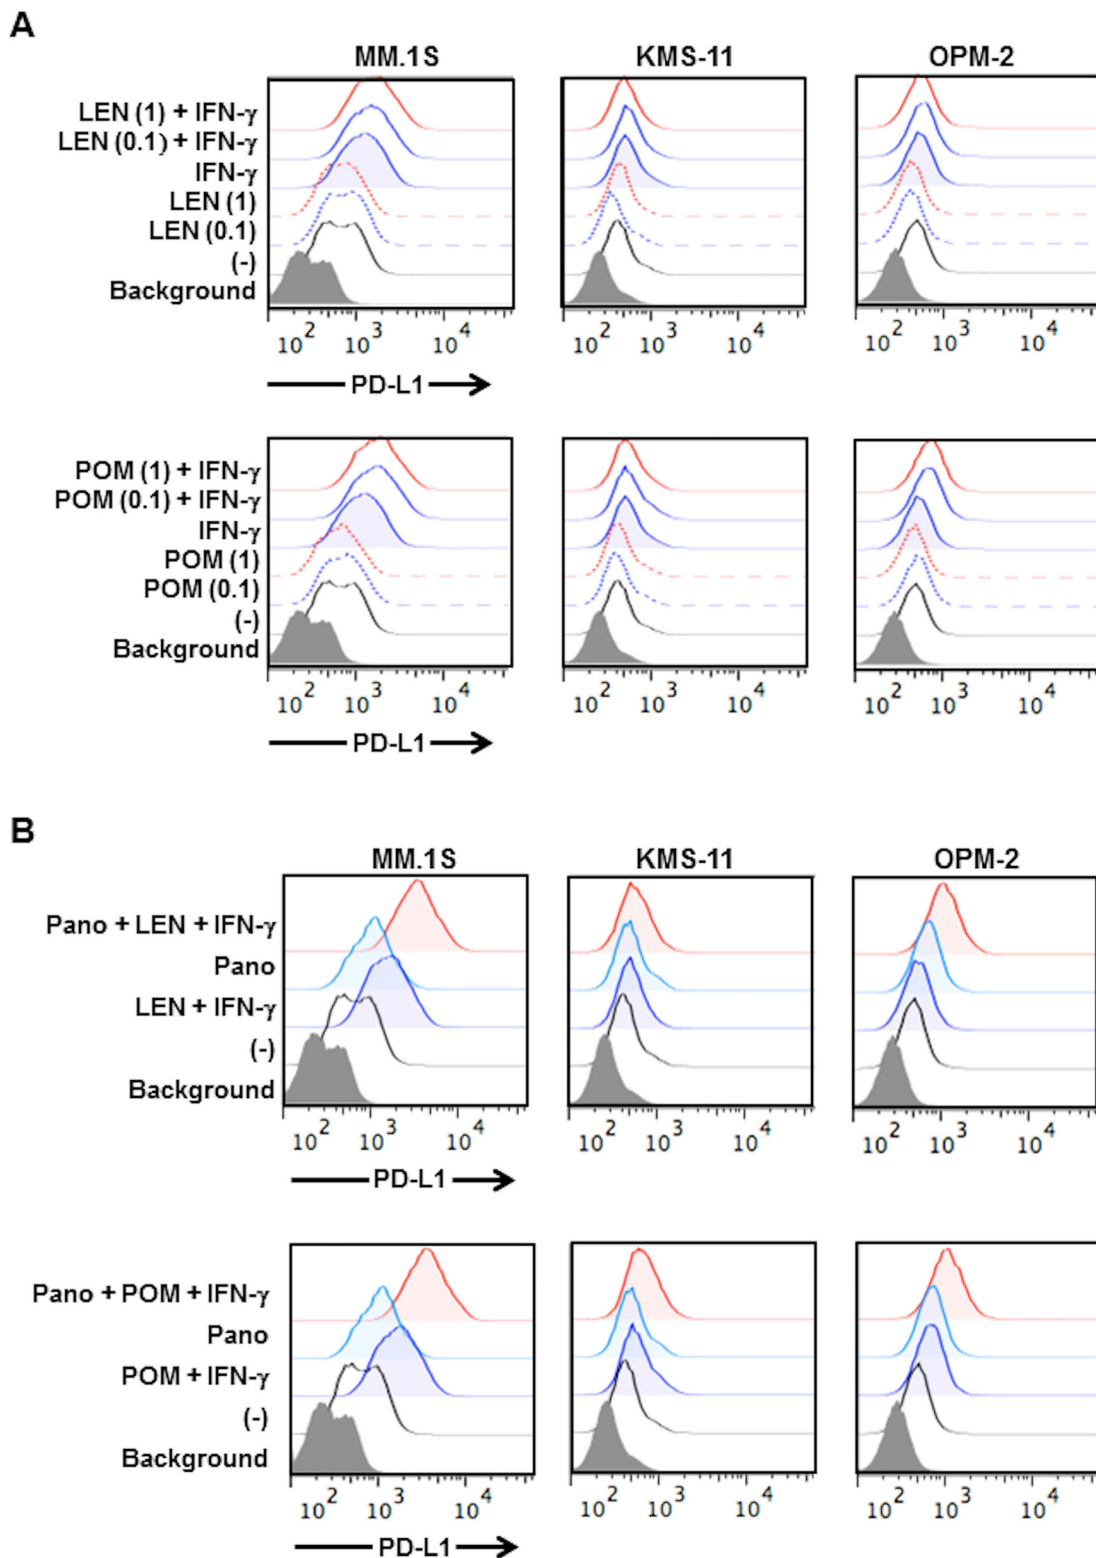 A
MM.1S KMS-11 OPM-2
LEN (1) + IFN-γ
LEN (0.1) + IFN-γ
IFN-γ
LEN (1)
LEN (0.1)
(-)
Background
10² 10³ 10⁴ 10² 10³ 10⁴ 10² 10³ 10⁴
PD-L1
POM (1) + IFN-γ
POM (0.1) + IFN-γ
IFN-γ
POM (1)
POM (0.1)
(-)
Background
10² 10³ 10⁴ 10² 10³ 10⁴ 10² 10³ 10⁴
PD-L1
B
MM.1S KMS-11 OPM-2
Pano + LEN + IFN-γ
Pano
LEN + IFN-γ
(-)
Background
10² 10³ 10⁴ 10² 10³ 10⁴ 10² 10³ 10⁴
PD-L1
Pano + POM + IFN-γ
Pano
POM + IFN-γ
(-)
Background
10² 10³ 10⁴ 10² 10³ 10⁴ 10² 10³ 10⁴
PD-L1